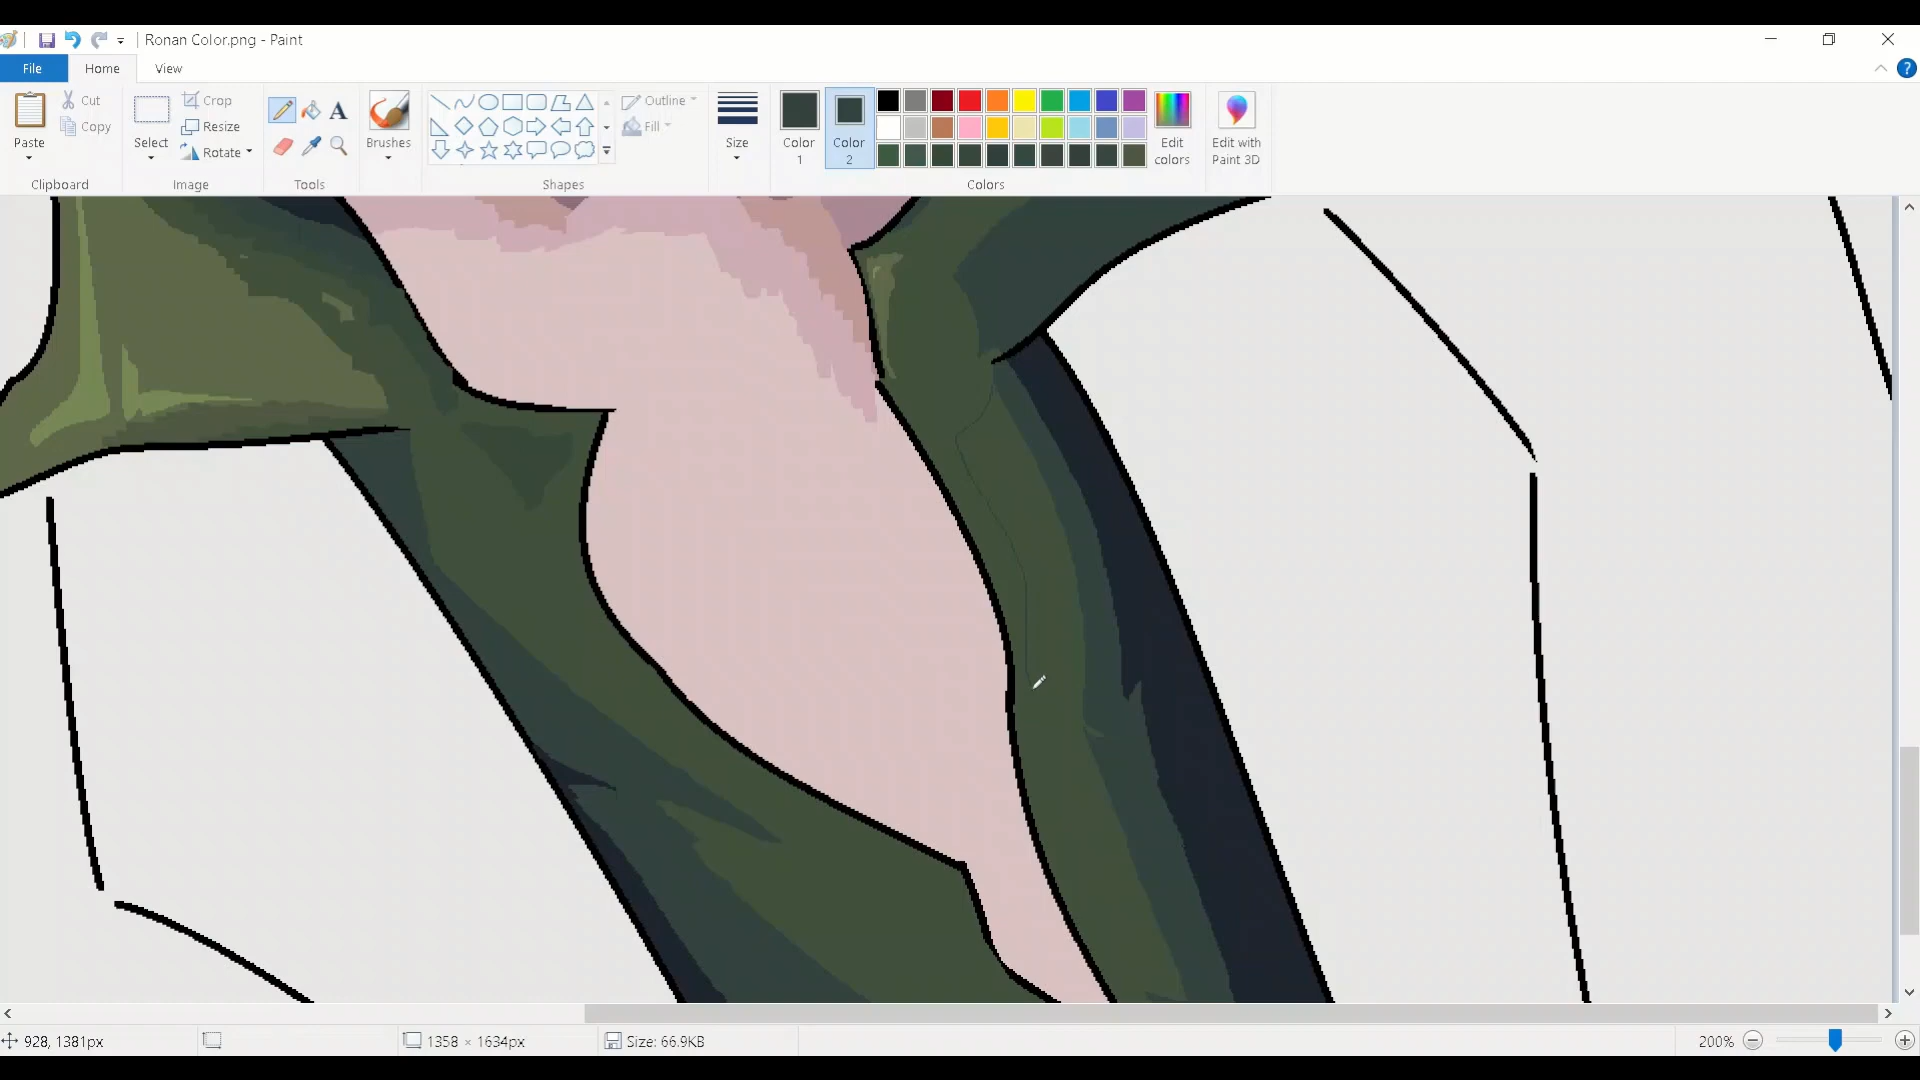 Ronan Color.png - Paint
File Home View
Paste
Cut
Copy
Clipboard
Select
Crop
Resize
Rotate
Image
A
Tools
Brushes
Outline
Fill
Shapes
Size
Color 1
Color 2
Edit colors
Colors
Edit with Paint 3D
?
928, 1381px
1358 × 1634px
Size: 66.9KB
200%